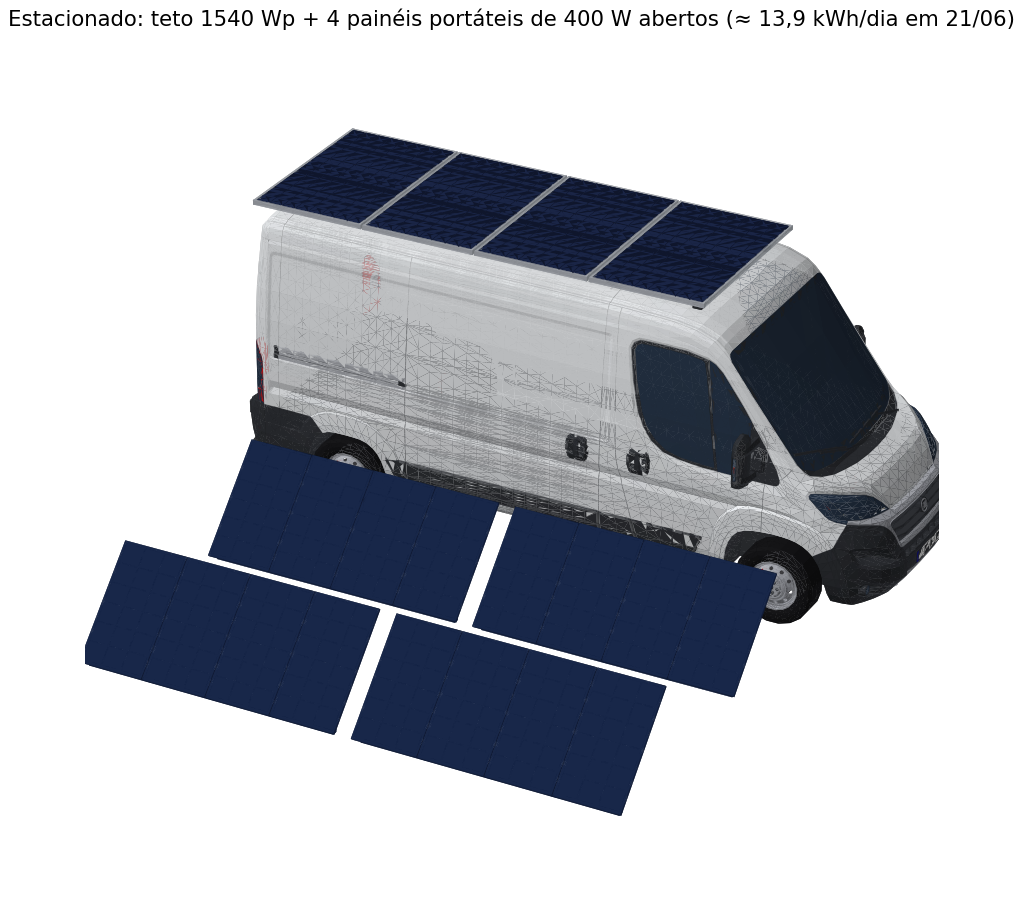 Estacionado: teto 1540 Wp + 4 painéis portáteis de 400 W abertos (≈ 13,9 kWh/dia em 21/06)